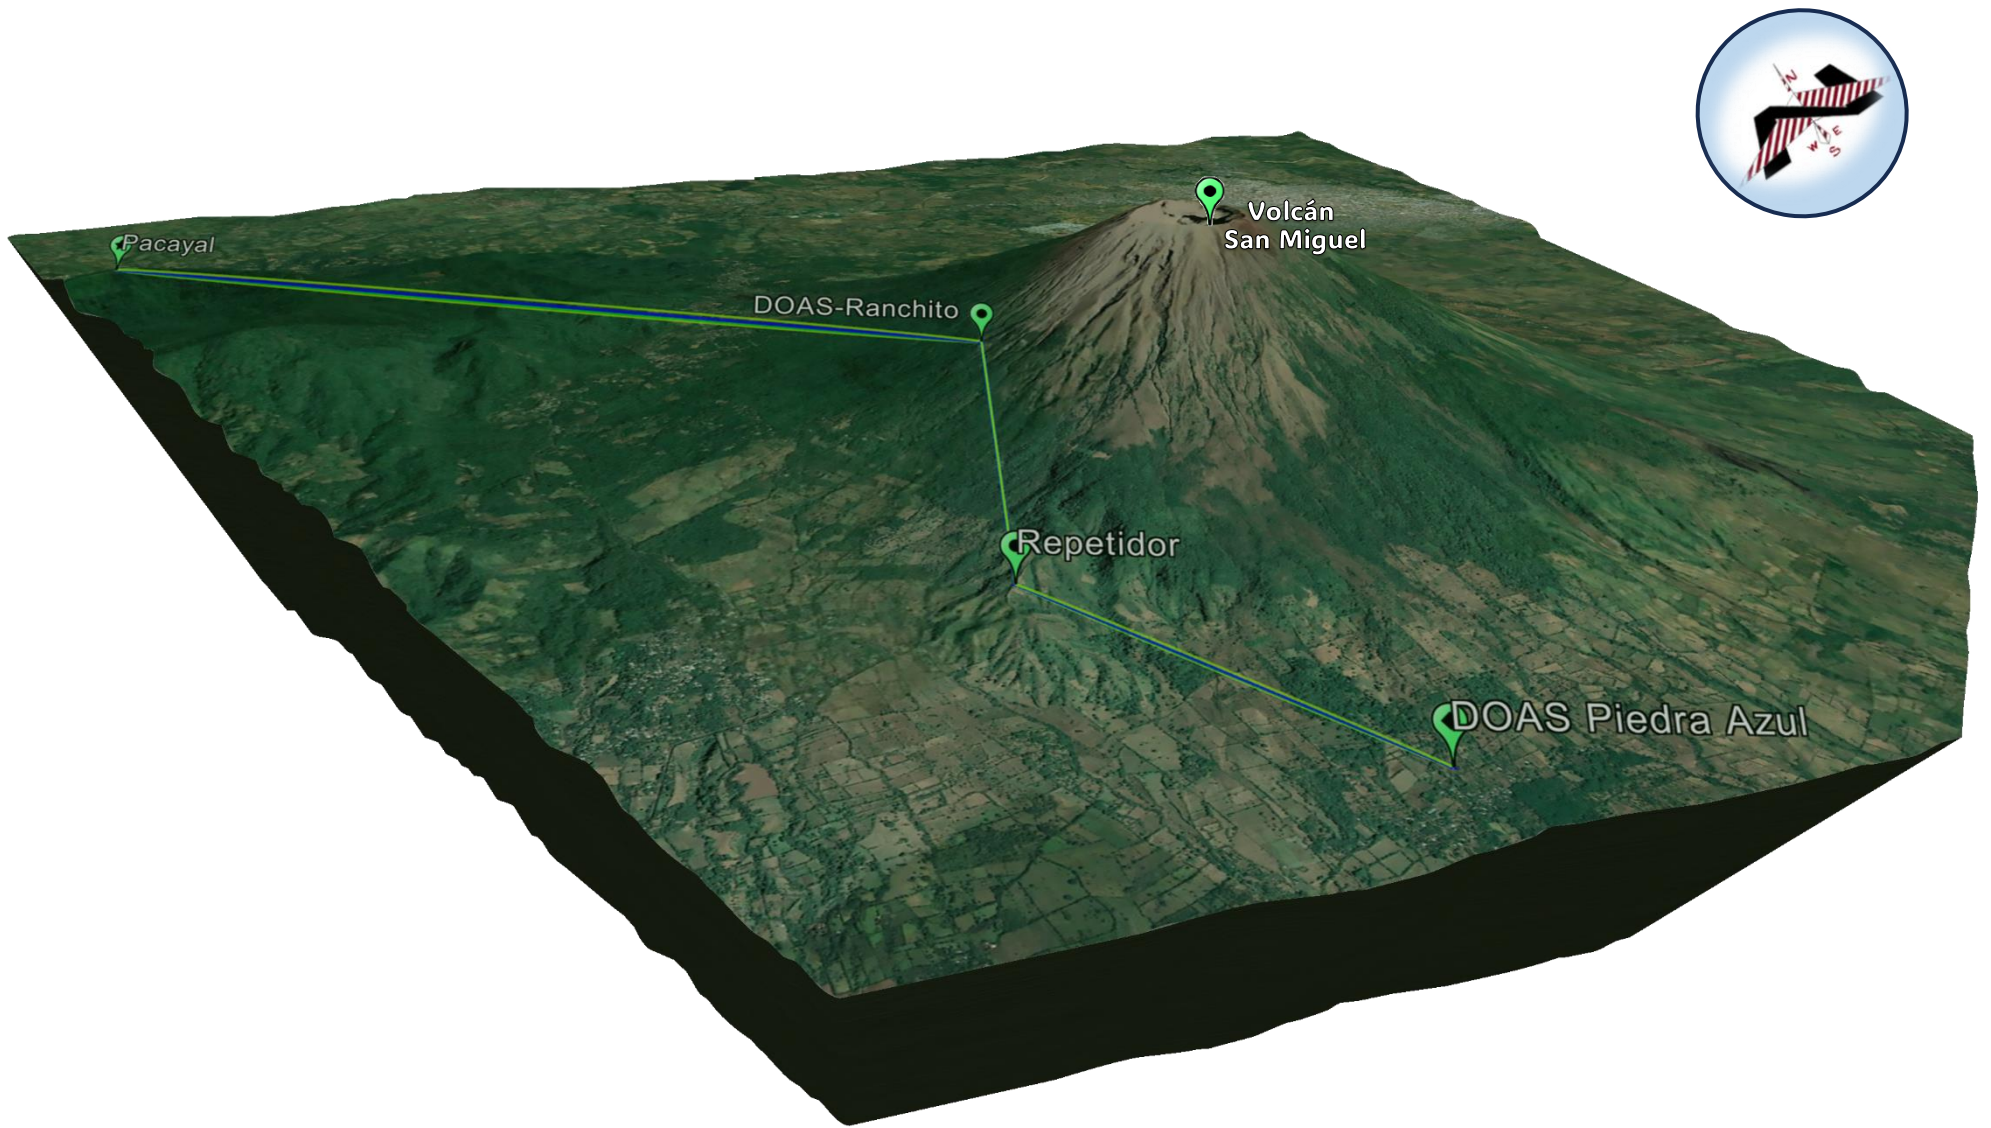 N
E
W
S
Volcán
San Miguel
Pacayal
DOAS-Ranchito
Repetidor
DOAS Piedra Azul